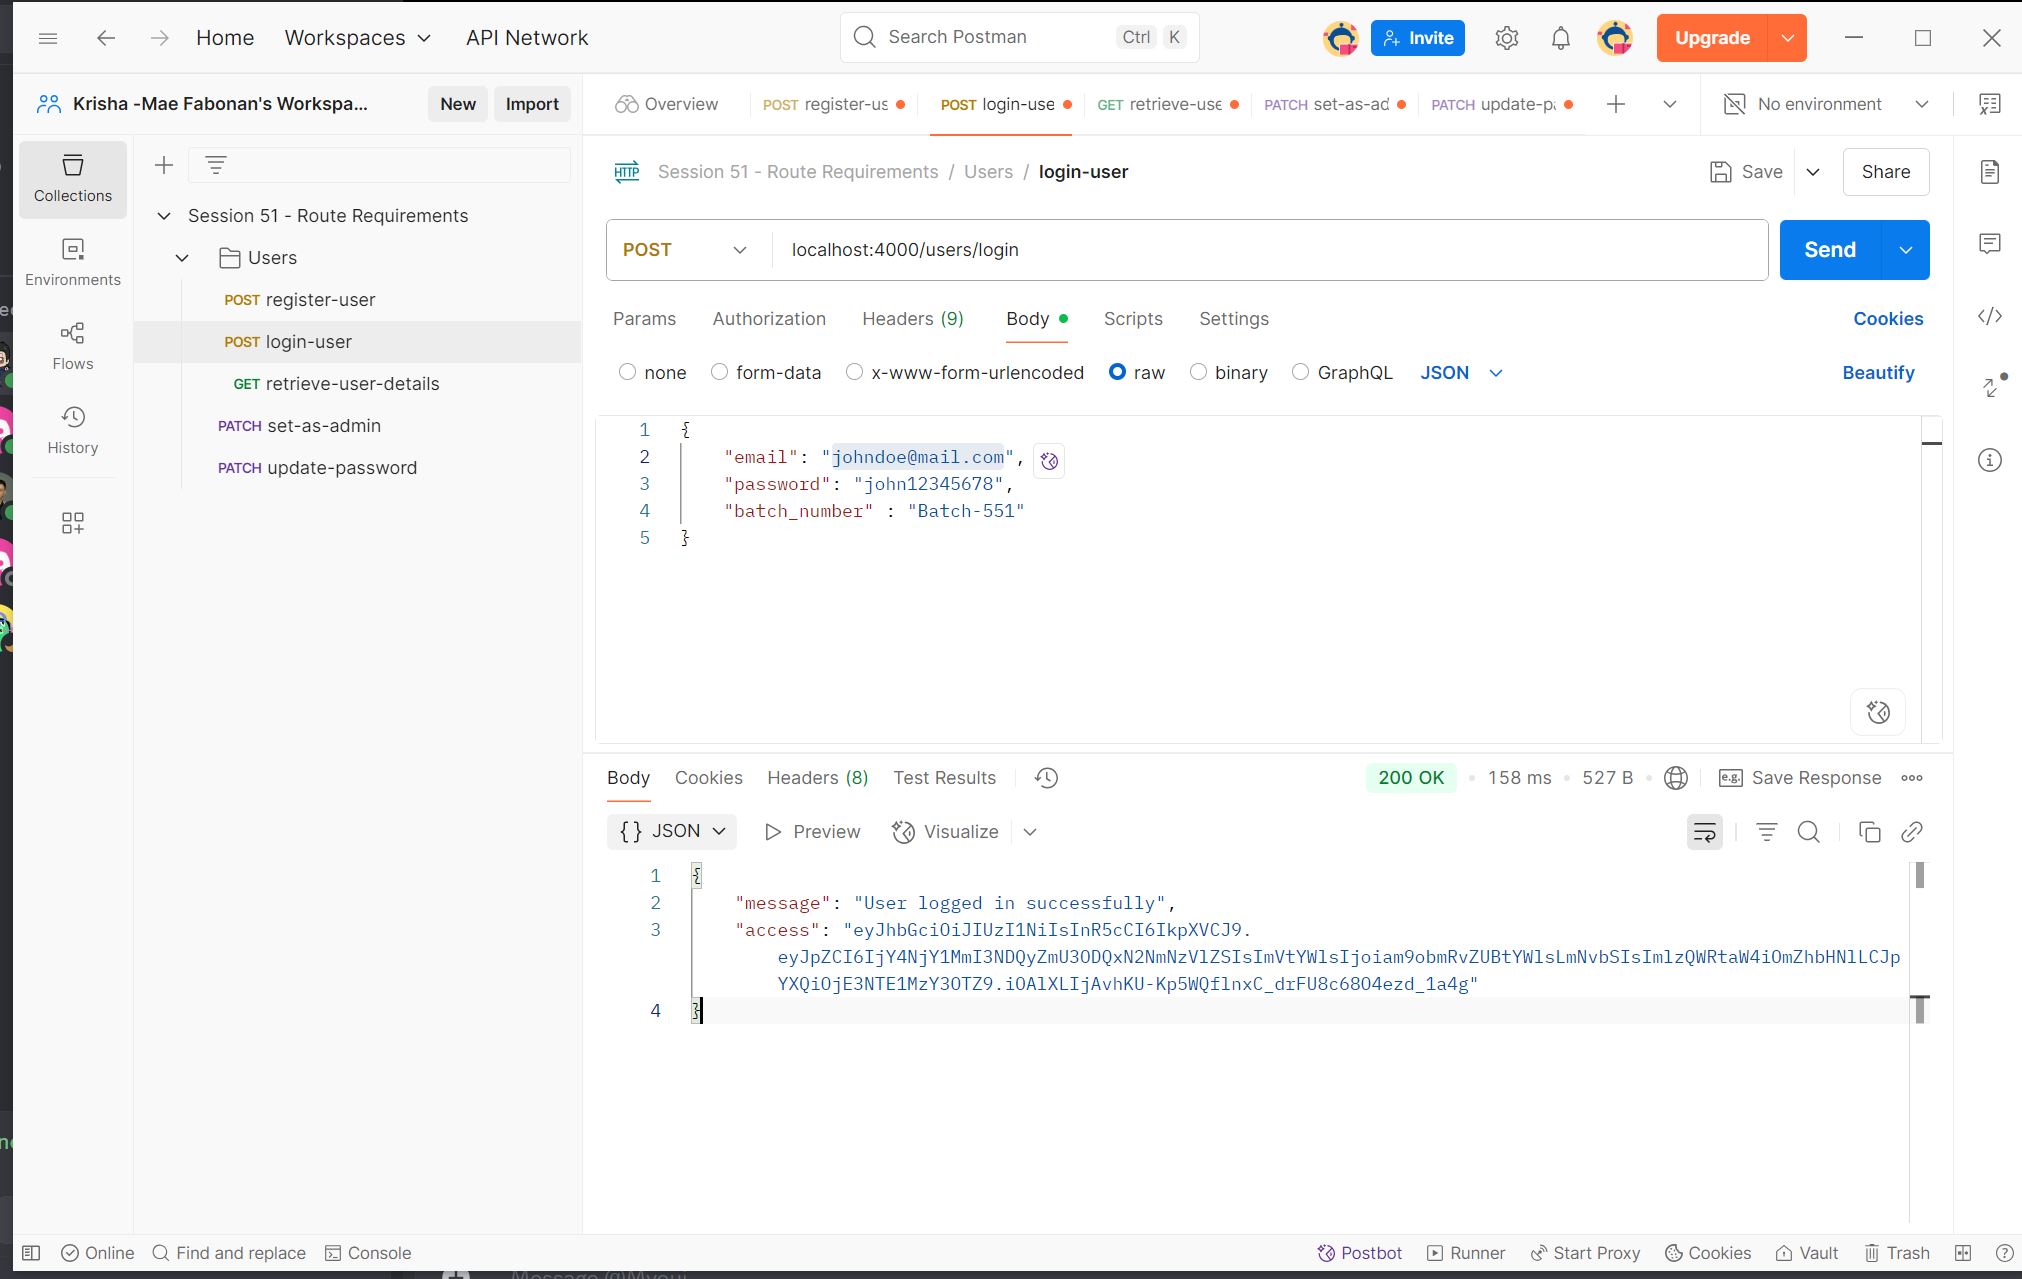 Home Workspaces API Network Search Postman Ctrl K Invite Upgrade
Krisha -Mae Fabonan's Workspa... New Import
Overview POST register-us POST login-use GET retrieve-use PATCH set-as-ad PATCH update-pa No environment
Collections
Environments
Flows
History
Session 51 - Route Requirements
Users
POST register-user
POST login-user
GET retrieve-user-details
PATCH set-as-admin
PATCH update-password
HTTP Session 51 - Route Requirements / Users / login-user Save Share
POST localhost:4000/users/login Send
Params Authorization Headers (9) Body Scripts Settings Cookies
none form-data x-www-form-urlencoded raw binary GraphQL JSON Beautify
1 {
2 "email": "johndoe@mail.com",
3 "password": "john12345678",
4 "batch_number" : "Batch-551"
5 }
Body Cookies Headers (8) Test Results 200 OK • 158 ms • 527 B • e.g. Save Response
{} JSON Preview Visualize
1 {
2 "message": "User logged in successfully",
3 "access": "eyJhbGciOiJIUzI1NiIsInR5cCI6IkpXVCJ9.
eyJpZCI6IjY4NjY1MmI3NDQyZmU3ODQxN2NmNzVlZSIsImVtYWlsIjoiam9obmRvZUBtYWlsLmNvbSIsImlzQWRtaW4iOmZhbHNlLCJp
YXQiOjE3NTE1MzY3OTZ9.iOAlXLIjAvhKU-Kp5WQflnxC_drFU8c68O4ezd_1a4g"
4 }
Online Find and replace Console Postbot Runner Start Proxy Cookies Vault Trash